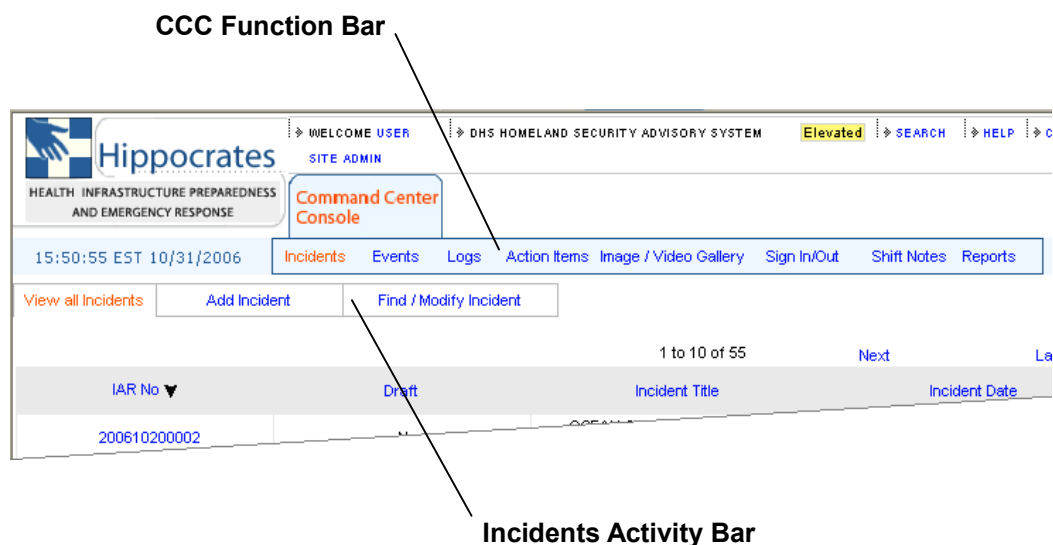 CCC Function Bar
WELCOME USER DHS HOMELAND SECURITY ADVISORY SYSTEM Elevated SEARCH HELP
SITE ADMIN
Hippocrates
HEALTH INFRASTRUCTURE PREPAREDNESS
AND EMERGENCY RESPONSE
Command Center
Console
15:50:55 EST 10/31/2006 Incidents Events Logs Action Items Image / Video Gallery Sign In/Out Shift Notes Reports
View all Incidents Add Incident Find / Modify Incident
1 to 10 of 55 Next
IAR No Draft Incident Title Incident Date
200610200002
Incidents Activity Bar